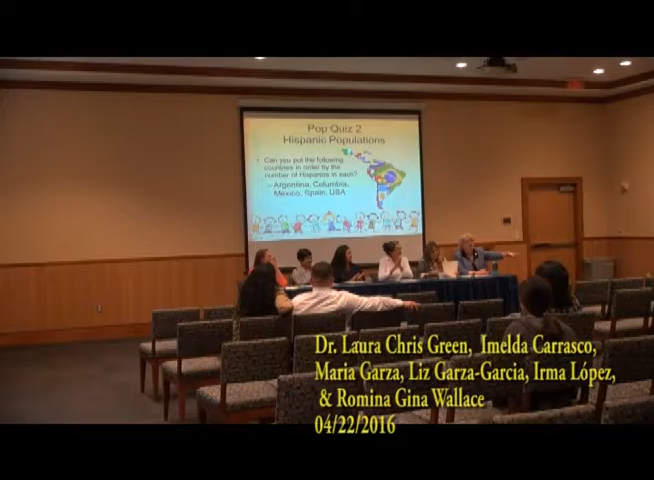 Pop Quiz 2
Hispanic Populations
• Can you put the following
countries in order by the
number of Hispanics in each?
– Argentina, Columbia,
Mexico, Spain, USA
Dr. Laura Chris Green, Imelda Carrasco,
Maria Garza, Liz Garza-Garcia, Irma López,
& Romina Gina Wallace
04/22/2016